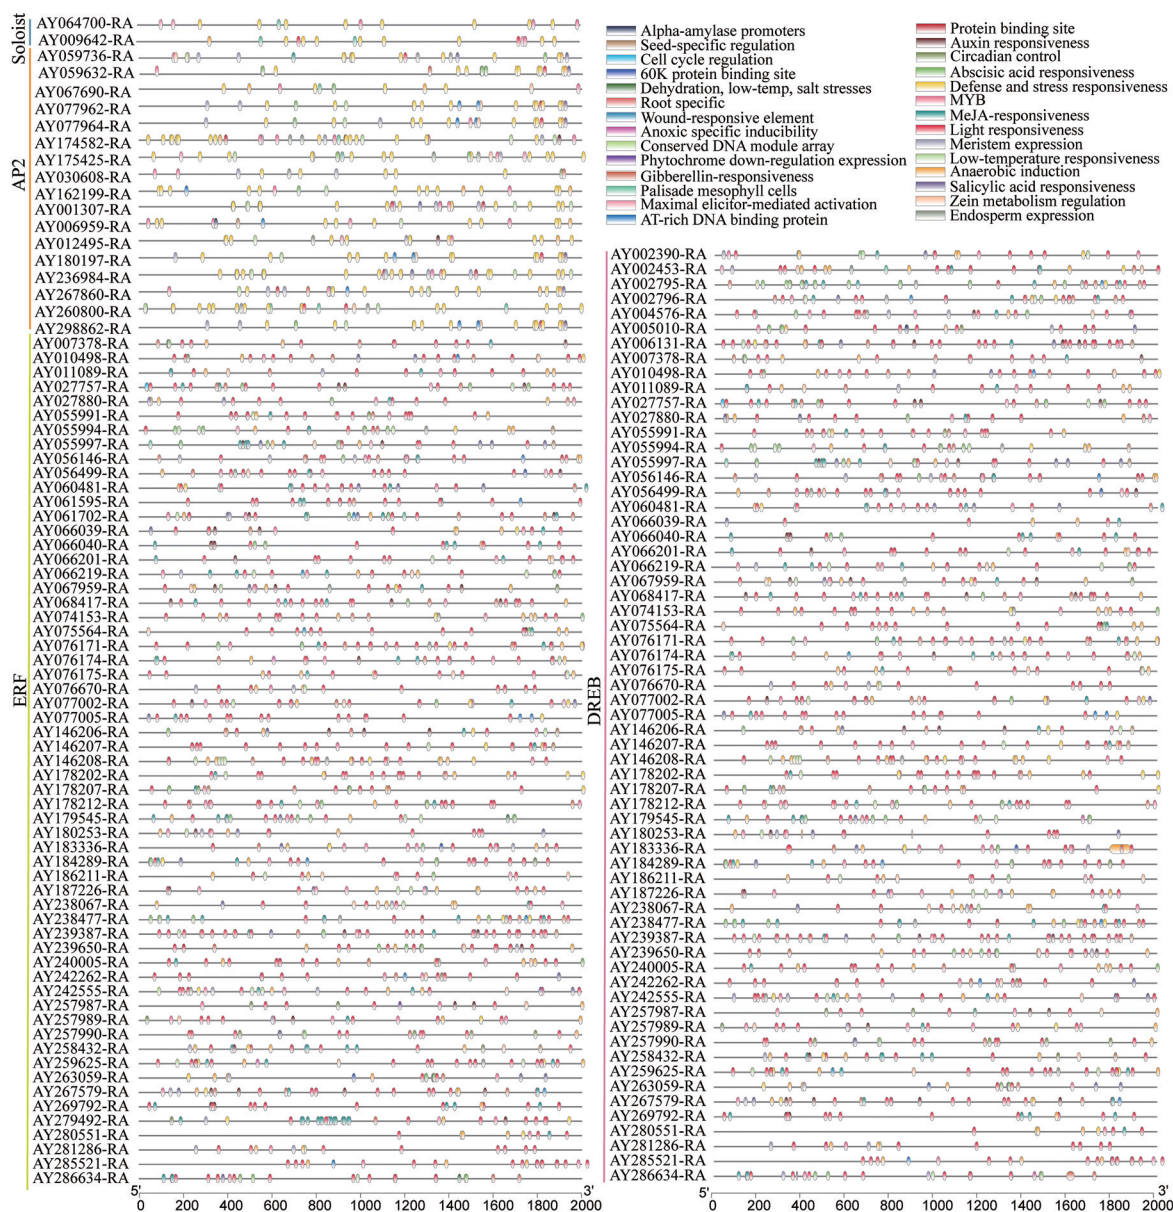 Soloist
AY064700-RA
AY009642-RA
AP2
AY059736-RA
AY059632-RA
AY067690-RA
AY077962-RA
AY077964-RA
AY174582-RA
AY175425-RA
AY030608-RA
AY162199-RA
AY001307-RA
AY006959-RA
AY012495-RA
AY180197-RA
AY236984-RA
AY267860-RA
AY260800-RA
AY298862-RA
ERF
AY007378-RA
AY010498-RA
AY011089-RA
AY027757-RA
AY027880-RA
AY055991-RA
AY055994-RA
AY055997-RA
AY056146-RA
AY056499-RA
AY060481-RA
AY061595-RA
AY061702-RA
AY066039-RA
AY066040-RA
AY066201-RA
AY066219-RA
AY067959-RA
AY068417-RA
AY074153-RA
AY075564-RA
AY076171-RA
AY076174-RA
AY076175-RA
AY076670-RA
AY077002-RA
AY077005-RA
AY146206-RA
AY146207-RA
AY146208-RA
AY178202-RA
AY178207-RA
AY178212-RA
AY179545-RA
AY180253-RA
AY183336-RA
AY184289-RA
AY186211-RA
AY187226-RA
AY238067-RA
AY238477-RA
AY239387-RA
AY239650-RA
AY240005-RA
AY242262-RA
AY242555-RA
AY257987-RA
AY257989-RA
AY257990-RA
AY258432-RA
AY259625-RA
AY263059-RA
AY267579-RA
AY269792-RA
AY279492-RA
AY280551-RA
AY281286-RA
AY285521-RA
AY286634-RA
5' 3'
0 200 400 600 800 1000 1200 1400 1600 1800 2000
Alpha-amylase promoters
Seed-specific regulation
Cell cycle regulation
60K protein binding site
Dehydration, low-temp, salt stresses
Root specific
Wound-responsive element
Anoxic specific inducibility
Conserved DNA module array
Phytochrome down-regulation expression
Gibberellin-responsiveness
Palisade mesophyll cells
Maximal elicitor-mediated activation
AT-rich DNA binding protein
Protein binding site
Auxin responsiveness
Circadian control
Abscisic acid responsiveness
Defense and stress responsiveness
MYB
MeJA-responsiveness
Light responsiveness
Meristem expression
Low-temperature responsiveness
Anaerobic induction
Salicylic acid responsiveness
Zein metabolism regulation
Endosperm expression
DREB
AY002390-RA
AY002453-RA
AY002795-RA
AY002796-RA
AY004576-RA
AY005010-RA
AY006131-RA
AY007378-RA
AY010498-RA
AY011089-RA
AY027757-RA
AY027880-RA
AY055991-RA
AY055994-RA
AY055997-RA
AY056146-RA
AY056499-RA
AY060481-RA
AY066039-RA
AY066040-RA
AY066201-RA
AY066219-RA
AY067959-RA
AY068417-RA
AY074153-RA
AY075564-RA
AY076171-RA
AY076174-RA
AY076175-RA
AY076670-RA
AY077002-RA
AY077005-RA
AY146206-RA
AY146207-RA
AY146208-RA
AY178202-RA
AY178207-RA
AY178212-RA
AY179545-RA
AY180253-RA
AY183336-RA
AY184289-RA
AY186211-RA
AY187226-RA
AY238067-RA
AY238477-RA
AY239387-RA
AY239650-RA
AY240005-RA
AY242262-RA
AY242555-RA
AY257987-RA
AY257989-RA
AY257990-RA
AY258432-RA
AY259625-RA
AY263059-RA
AY267579-RA
AY269792-RA
AY280551-RA
AY281286-RA
AY285521-RA
AY286634-RA
5' 3'
0 200 400 600 800 1000 1200 1400 1600 1800 2000